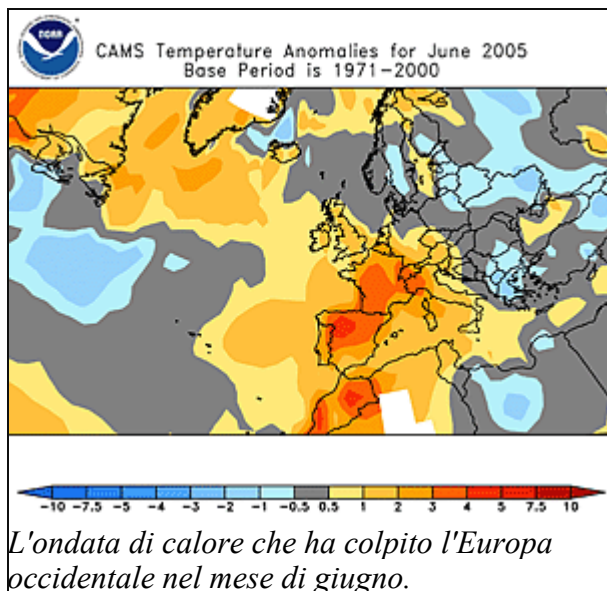 NOAA
CAMS Temperature Anomalies for June 2005
Base Period is 1971-2000
-10 -7.5 -5 -4 -3 -2 -1 -0.5 0.5 1 2 3 4 5 7.5 10
L'ondata di calore che ha colpito l'Europa
occidentale nel mese di giugno.